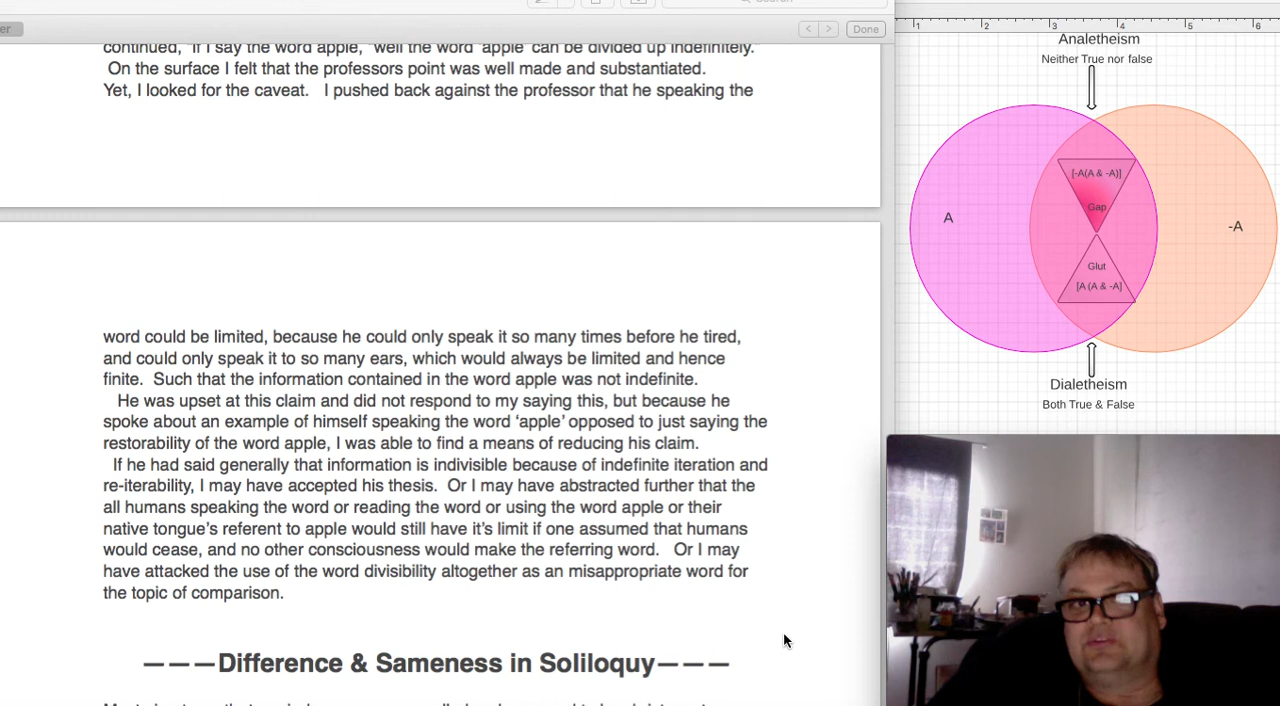 er
Search
Done
continued, "if I say the word apple, "well the word 'apple' can be divided up indefinitely."
On the surface I felt that the professors point was well made and substantiated.
Yet, I looked for the caveat. I pushed back against the professor that he speaking the
word could be limited, because he could only speak it so many times before he tired,
and could only speak it to so many ears, which would always be limited and hence
finite. Such that the information contained in the word apple was not indefinite.
He was upset at this claim and did not respond to my saying this, but because he
spoke about an example of himself speaking the word 'apple' opposed to just saying the
restorability of the word apple, I was able to find a means of reducing his claim.
If he had said generally that information is indivisible because of indefinite iteration and
re-iterability, I may have accepted his thesis. Or I may have abstracted further that the
all humans speaking the word or reading the word or using the word apple or their
native tongue's referent to apple would still have it's limit if one assumed that humans
would cease, and no other consciousness would make the referring word. Or I may
have attacked the use of the word divisibility altogether as an misappropriate word for
the topic of comparison.
———Difference & Sameness in Soliloquy———
1 2 3 4 5 6
Analetheism
Neither True nor false
[-A(A & -A)]
Gap
A
-A
Glut
[A (A & -A]
Dialetheism
Both True & False